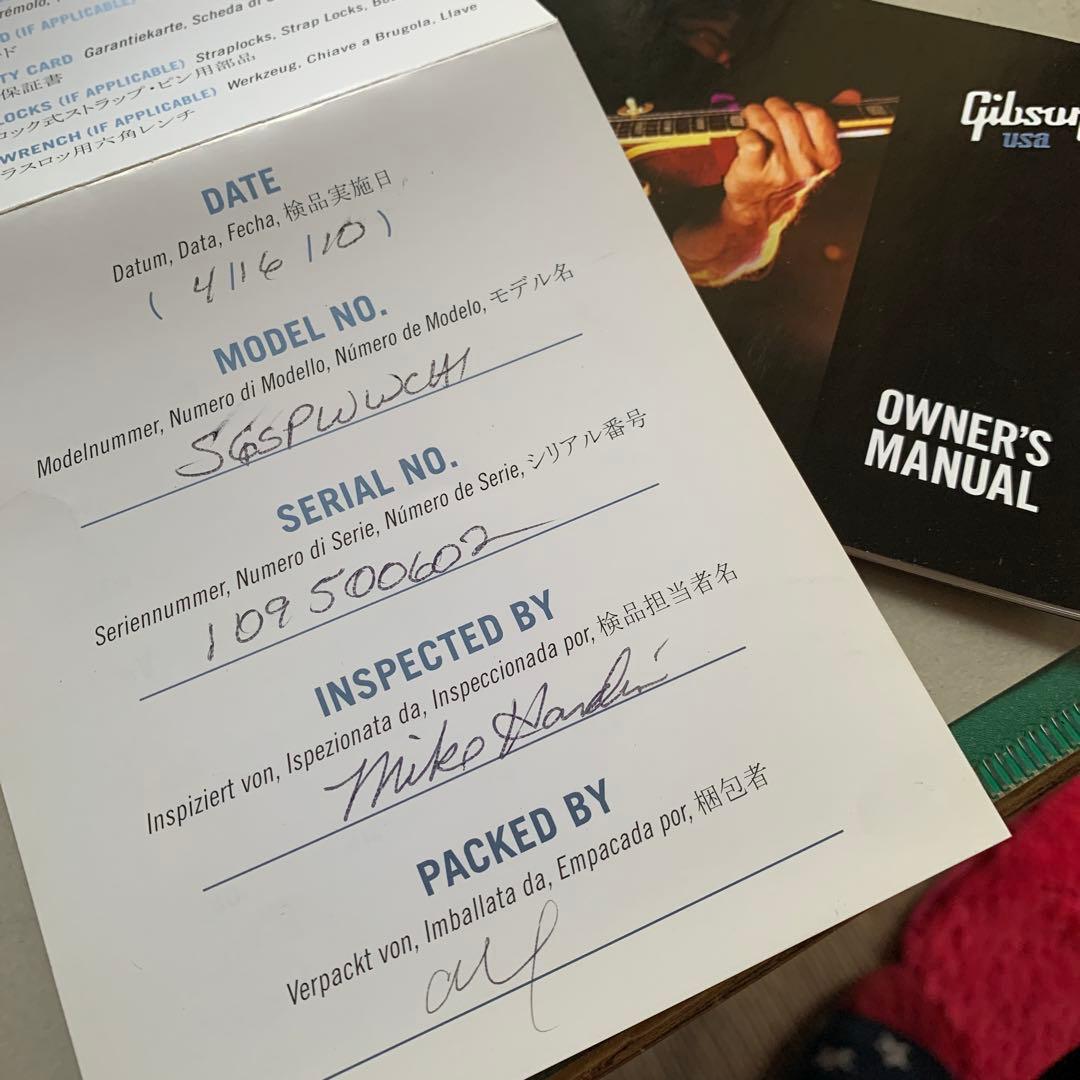 D (IF APPLICABLE)
ード
TY CARD Garantiekarte, Scheda di
保証書
LOCKS (IF APPLICABLE) Straplocks, Strap Locks,
ロック式ストラップ・ピン用部品
WRENCH (IF APPLICABLE) Werkzeug, Chiave a Brugola, Llave
ラスロッ用六角レンチ
DATE
Datum, Data, Fecha, 検品実施日
( 4/16/10 )
MODEL NO.
Modelnummer, Numero di Modello, Número de Modelo, モデル名
SGSPWWCH1
SERIAL NO.
Seriennummer, Numero di Serie, Número de Serie, シリアル番号
109500602
INSPECTED BY
Inspiziert von, Ispezionata da, Inspeccionada por, 検品担当者名
Mike
PACKED BY
Verpackt von, Imballata da, Empacada por, 梱包者
Gibson
usa
OWNER'S
MANUAL